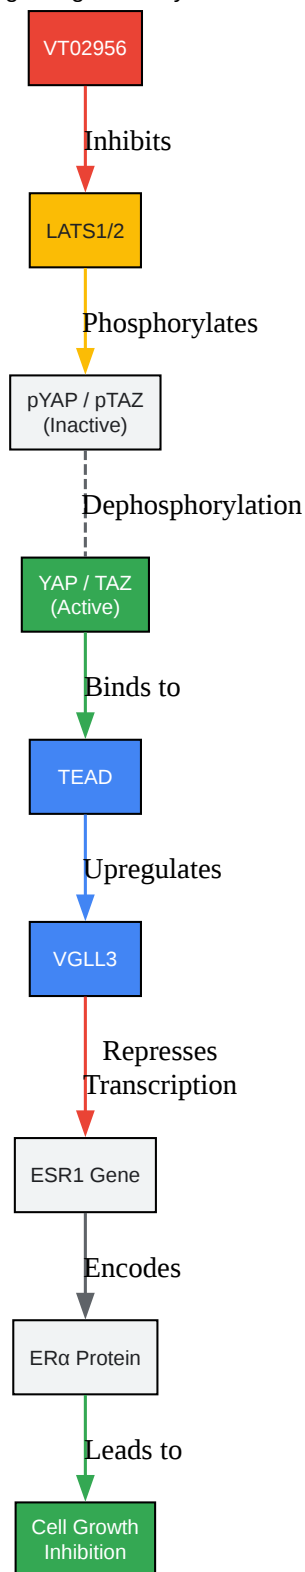 VT02956
Inhibits
LATS1/2
Phosphorylates
pYAP / pTAZ
(Inactive)
Dephosphorylation
YAP / TAZ
(Active)
Binds to
TEAD
Upregulates
VGLL3
Represses
Transcription
ESR1 Gene
Encodes
ERα Protein
Leads to
Cell Growth
Inhibition